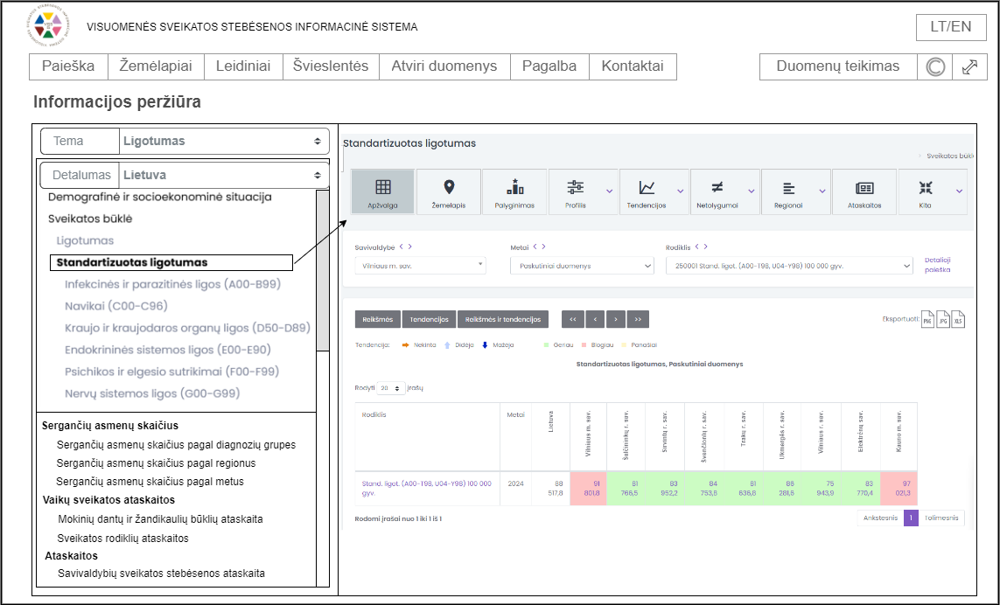 VISUOMENĖS SVEIKATOS STEBĖSENOS INFORMACINĖ SISTEMA
LT/EN
Paieška Žemėlapiai Leidiniai Švieslentės Atviri duomenys Pagalba Kontaktai Duomenų teikimas
Informacijos peržiūra
Tema Ligotumas
Detalumas Lietuva
Demografinė ir socioekonominė situacija
Sveikatos būklė
Ligotumas
Standartizuotas ligotumas
Infekcinės ir parazitinės ligos (A00-B99)
Navikai (C00-C96)
Kraujo ir kraujodaros organų ligos (D50-D89)
Endokrininės sistemos ligos (E00-E90)
Psichikos ir elgesio sutrikimai (F00-F99)
Nervų sistemos ligos (G00-G99)
Sergančių asmenų skaičius
Sergančių asmenų skaičius pagal diagnozių grupes
Sergančių asmenų skaičius pagal regionus
Sergančių asmenų skaičius pagal metus
Vaikų sveikatos ataskaitos
Mokinių dantų ir žandikaulių būklių ataskaita
Sveikatos rodiklių ataskaitos
Ataskaitos
Savivaldybių sveikatos stebėsenos ataskaita
Standartizuotas ligotumas
Sveikatos būkl
Apžvalga Žemėlapis Palyginimas Profilis Tendencijos Netolygumai Regionai Ataskaitos Kita
Savivaldybė < > Metai < > Rodiklis < >
Vilniaus m. sav. Paskutiniai duomenys 250001 Stand. ligot. (A00-T98, U04-Y98) 100 000 gyv. Detalioji
paieška
Reikšmės Tendencijos Reikšmės ir tendencijos << < > >> Eksportuoti: PNG JPG XLS
Tendencija: Nekinta Didėja Mažėja Geriau Blogiau Panašiai
Standartizuotas ligotumas, Paskutiniai duomenys
Rodyti 20 įrašų
Rodiklis Metai Lietuva Vilniaus m. sav. Šalčininkų r. sav. Širvintų r. sav. Švenčionių r. sav. Trakų r. sav. Ukmergės r. sav. Vilniaus r. sav. Elektrėnų sav. Kauno m. sav.
Stand. ligot. (A00-T98, U04-Y98) 100 000 2024 88 91 81 83 84 81 86 75 83 97
gyv. 517,8 801,8 766,5 952,2 753,8 636,8 281,6 943,9 770,4 021,3
Rodomi įrašai nuo 1 iki 1 iš 1
Ankstesnis 1 Tolimesnis